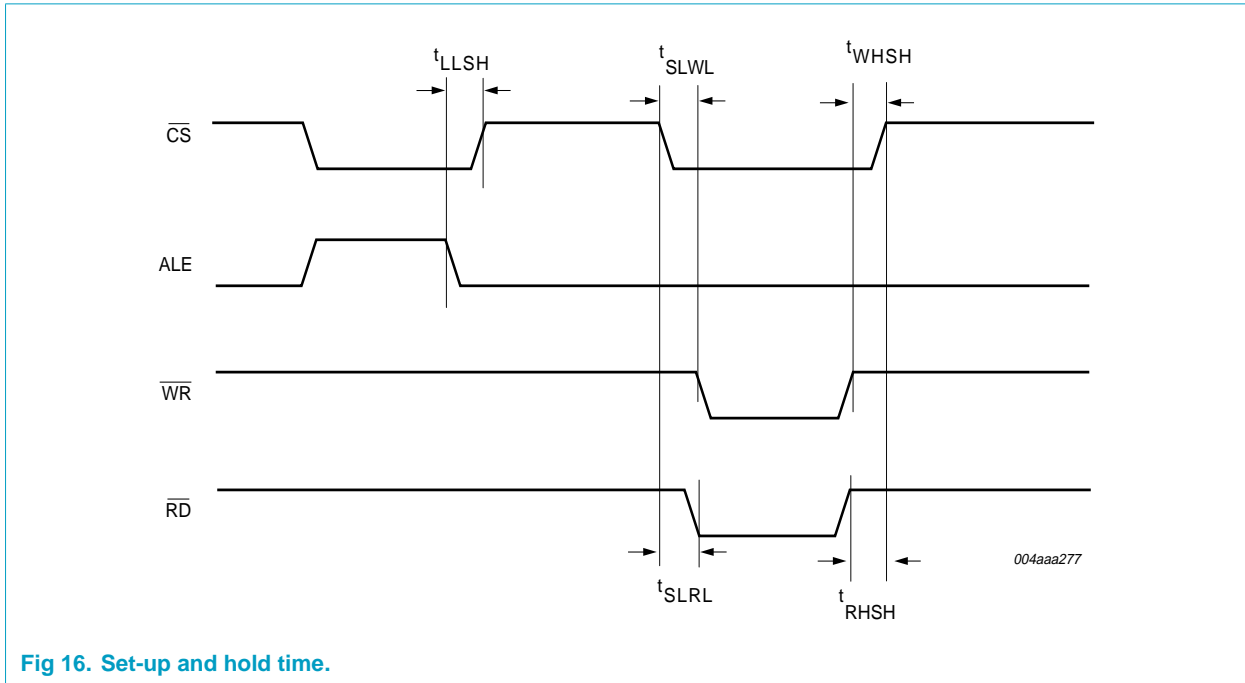 tLLSH
tSLWL
tWHSH
CS
ALE
WR
RD
004aaa277
tSLRL
tRHSH
Fig 16. Set-up and hold time.